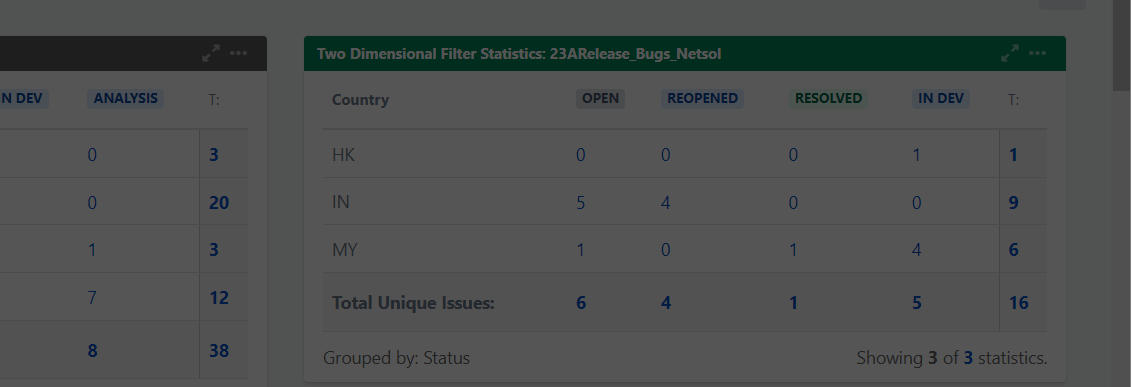 N DEV ANALYSIS T:
0 3
0 20
1 3
7 12
8 38
Two Dimensional Filter Statistics: 23ARelease_Bugs_Netsol
Country OPEN REOPENED RESOLVED IN DEV T:
HK 0 0 0 1 1
IN 5 4 0 0 9
MY 1 0 1 4 6
Total Unique Issues: 6 4 1 5 16
Grouped by: Status Showing 3 of 3 statistics.